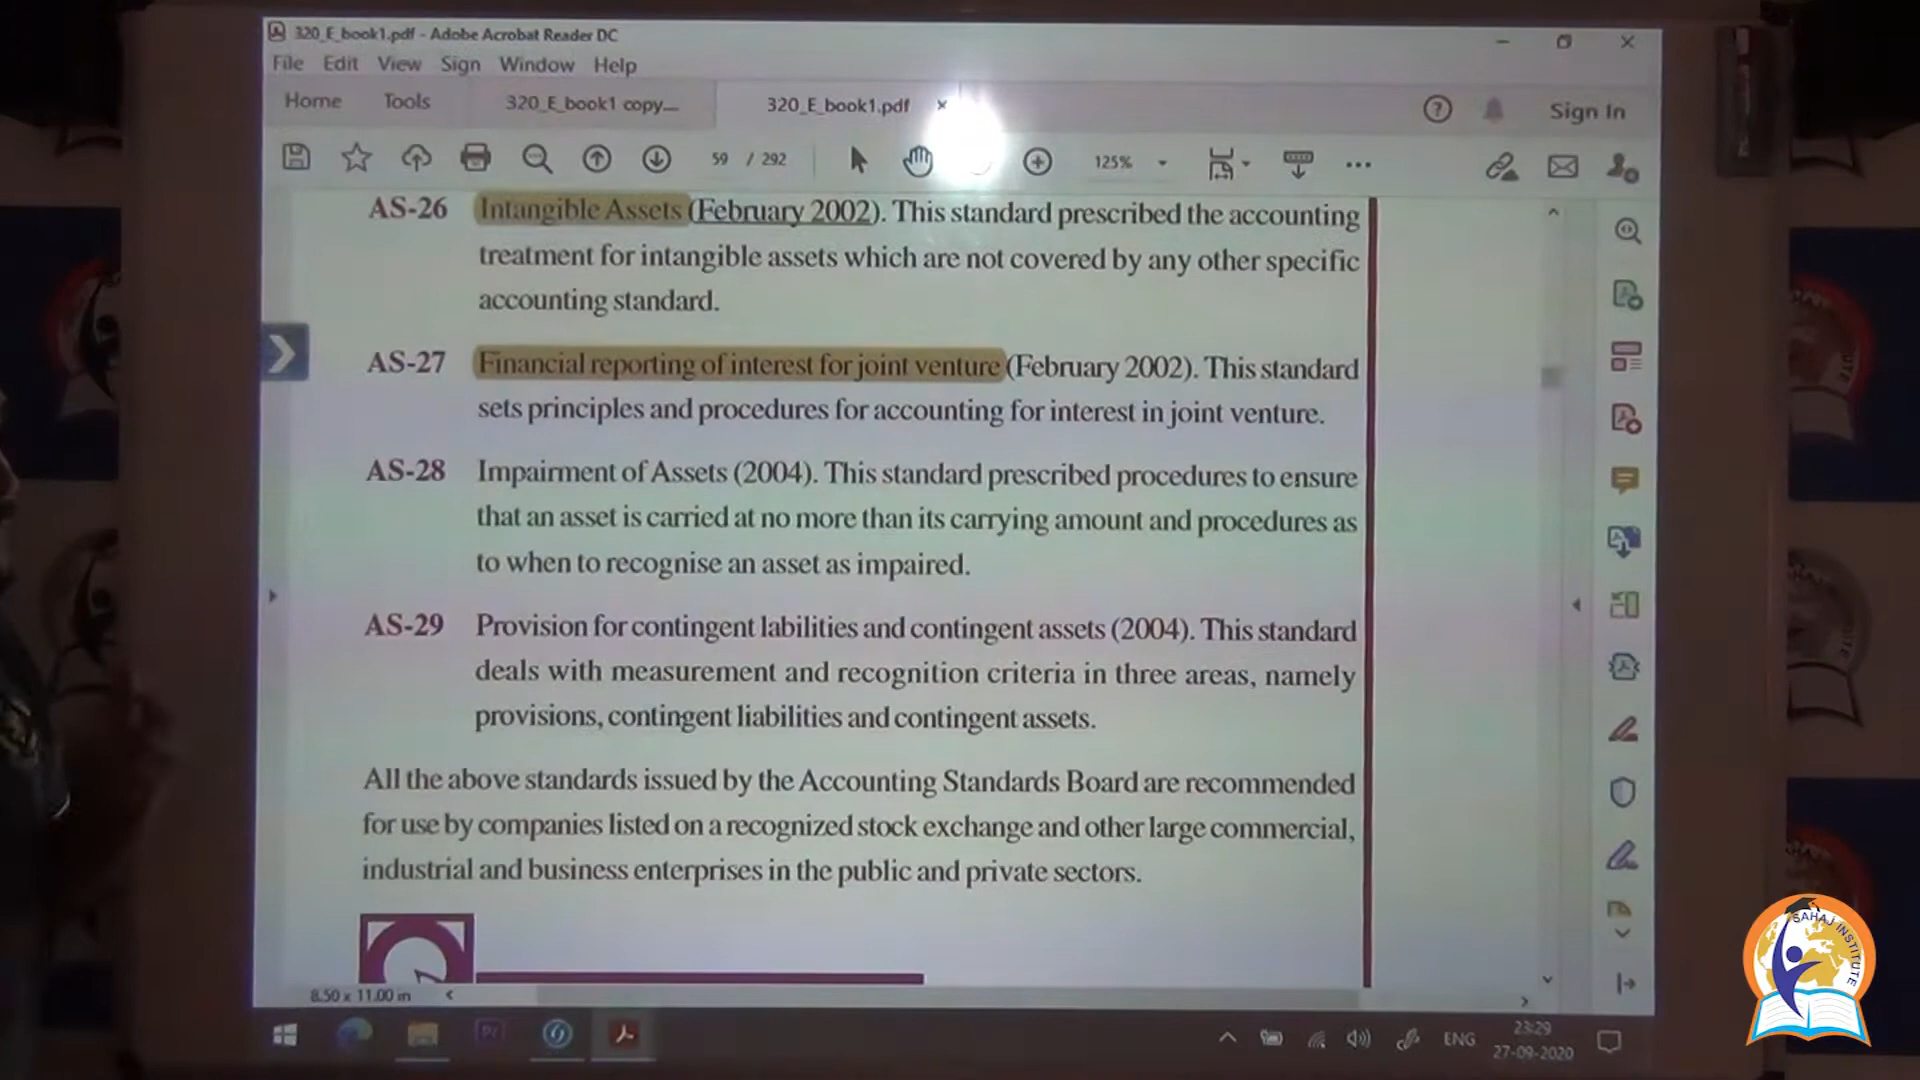 320_E_book1.pdf - Adobe Acrobat Reader DC
File Edit View Sign Window Help
Home Tools 320_E_book1 copy... 320_E_book1.pdf × Sign In
59 / 292 125%
AS-26 Intangible Assets (February 2002). This standard prescribed the accounting
treatment for intangible assets which are not covered by any other specific
accounting standard.
AS-27 Financial reporting of interest for joint venture (February 2002). This standard
sets principles and procedures for accounting for interest in joint venture.
AS-28 Impairment of Assets (2004). This standard prescribed procedures to ensure
that an asset is carried at no more than its carrying amount and procedures as
to when to recognise an asset as impaired.
AS-29 Provision for contingent labilities and contingent assets (2004). This standard
deals with measurement and recognition criteria in three areas, namely
provisions, contingent liabilities and contingent assets.
All the above standards issued by the Accounting Standards Board are recommended
for use by companies listed on a recognized stock exchange and other large commercial,
industrial and business enterprises in the public and private sectors.
8.50 x 11.00 in
Pr
ENG
23:29
27-09-2020
SAHAJ INSTITUTE